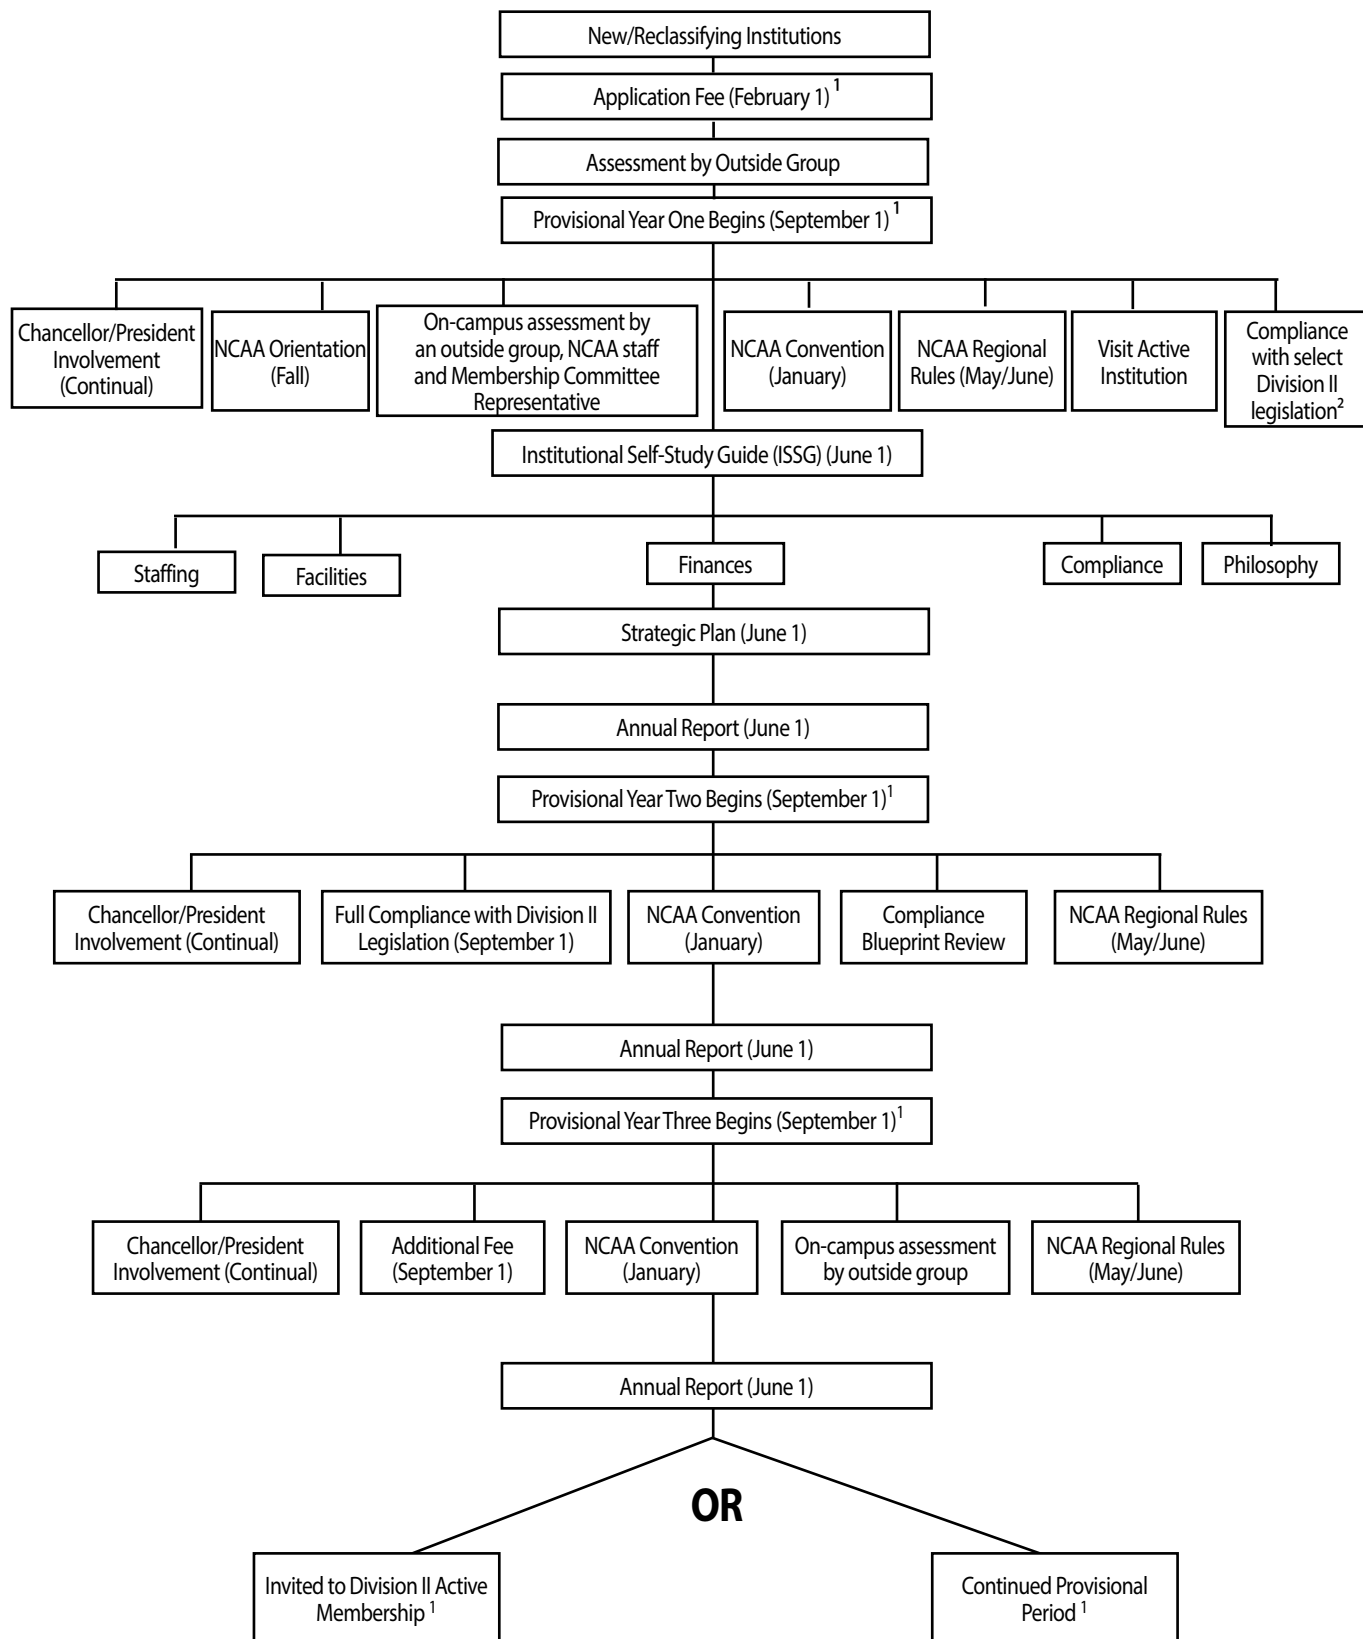 New/Reclassifying Institutions
Application Fee (February 1) 1
Assessment by Outside Group
Provisional Year One Begins (September 1) 1
Chancellor/President
Involvement
(Continual)
NCAA Orientation
(Fall)
On-campus assessment by
an outside group, NCAA staff
and Membership Committee
Representative
NCAA Convention
(January)
NCAA Regional
Rules (May/June)
Visit Active
Institution
Compliance
with select
Division II
legislation²
Institutional Self-Study Guide (ISSG) (June 1)
Staffing
Facilities
Finances
Compliance
Philosophy
Strategic Plan (June 1)
Annual Report (June 1)
Provisional Year Two Begins (September 1)¹
Chancellor/President
Involvement (Continual)
Full Compliance with Division II
Legislation (September 1)
NCAA Convention
(January)
Compliance
Blueprint Review
NCAA Regional Rules
(May/June)
Annual Report (June 1)
Provisional Year Three Begins (September 1)¹
Chancellor/President
Involvement (Continual)
Additional Fee
(September 1)
NCAA Convention
(January)
On-campus assessment
by outside group
NCAA Regional Rules
(May/June)
Annual Report (June 1)
OR
Invited to Division II Active
Membership ¹
Continued Provisional
Period ¹